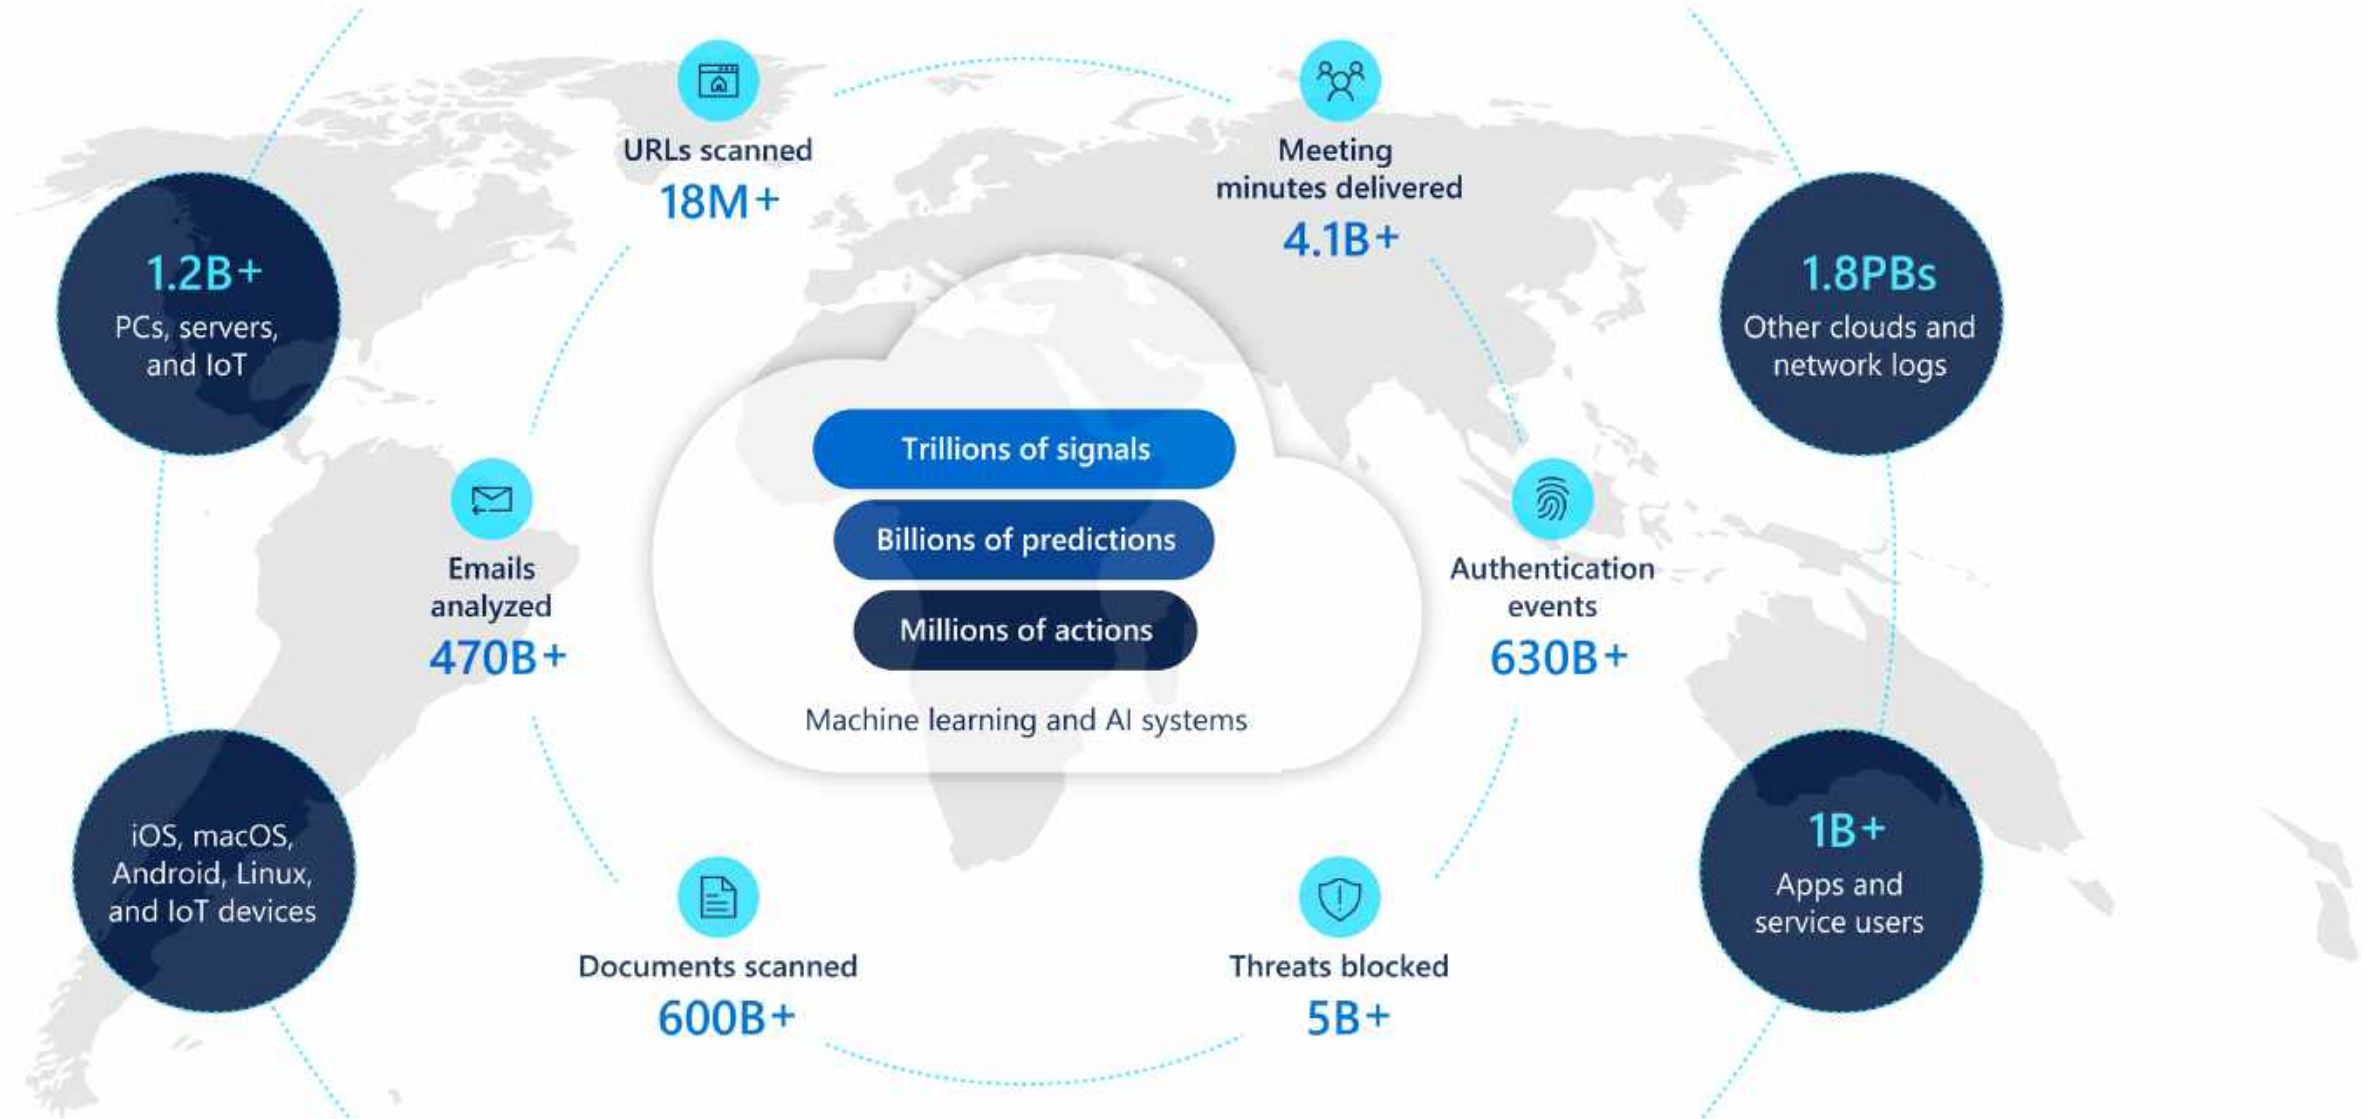 URLs scanned
18M+
Meeting
minutes delivered
4.1B+
1.2B+
PCs, servers,
and IoT
1.8PBs
Other clouds and
network logs
Trillions of signals
Billions of predictions
Millions of actions
Machine learning and AI systems
Emails
analyzed
470B+
Authentication
events
630B+
iOS, macOS,
Android, Linux,
and IoT devices
1B+
Apps and
service users
Documents scanned
600B+
Threats blocked
5B+